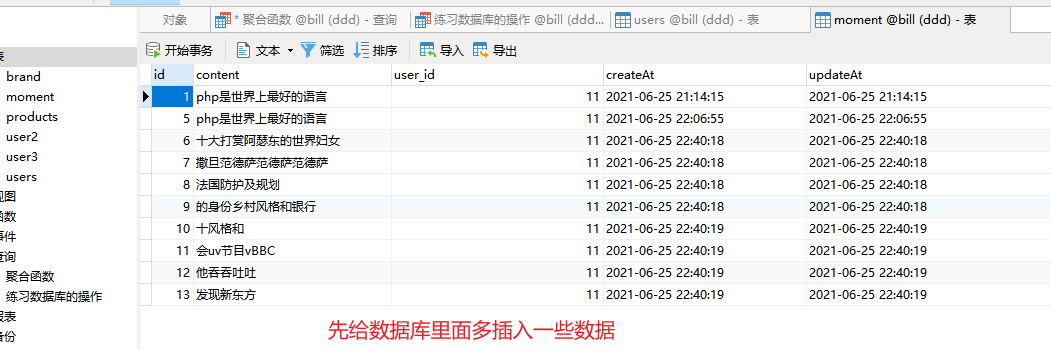 对象 * 聚合函数 @bill (ddd) - 查询 练习数据库的操作 @bill (ddd... users @bill (ddd) - 表 moment @bill (ddd) - 表
表
开始事务 文本 筛选 排序 导入 导出
id content user_id createAt updateAt
brand
moment
products
user2
user3
users
视图
函数
事件
查询
聚合函数
练习数据库的操作
报表
备份
1 php是世界上最好的语言 11 2021-06-25 21:14:15 2021-06-25 21:14:15
5 php是世界上最好的语言 11 2021-06-25 22:06:55 2021-06-25 22:06:55
6 十大打赏阿瑟东的世界妇女 11 2021-06-25 22:40:18 2021-06-25 22:40:18
7 撒旦范德萨范德萨范德萨 11 2021-06-25 22:40:18 2021-06-25 22:40:18
8 法国防护及规划 11 2021-06-25 22:40:18 2021-06-25 22:40:18
9 的身份乡村风格和银行 11 2021-06-25 22:40:18 2021-06-25 22:40:18
10 十风格和 11 2021-06-25 22:40:19 2021-06-25 22:40:19
11 会uv节目vBBC 11 2021-06-25 22:40:19 2021-06-25 22:40:19
12 他吞吞吐吐 11 2021-06-25 22:40:19 2021-06-25 22:40:19
13 发现新东方 11 2021-06-25 22:40:19 2021-06-25 22:40:19
先给数据库里面多插入一些数据